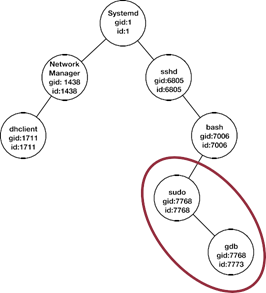 Systemd
gid:1
id:1
Network
Manager
gid: 1438
id:1438
sshd
gid:6805
id:6805
dhclient
gid:1711
id:1711
bash
gid:7006
id:7006
sudo
gid:7768
id:7768
gdb
gid:7768
id:7773